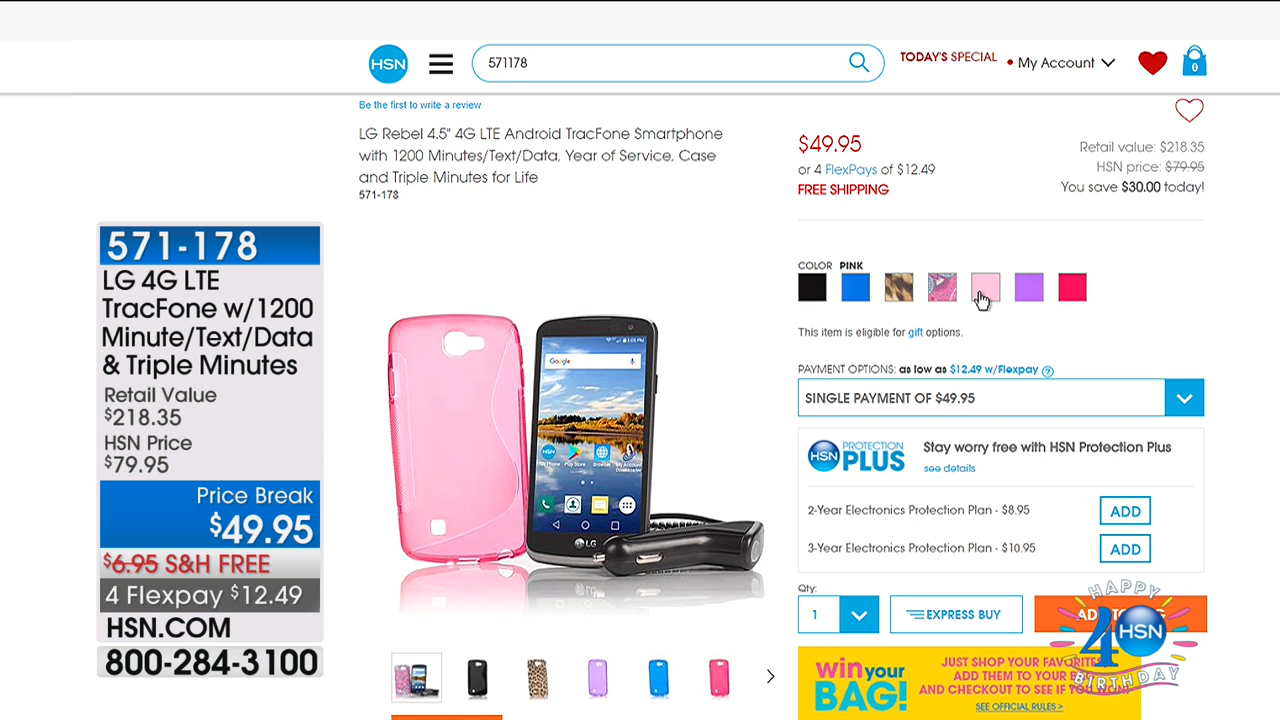 HSN
571178
TODAY'S SPECIAL
My Account
0
Be the first to write a review
LG Rebel 4.5" 4G LTE Android TracFone Smartphone
with 1200 Minutes/Text/Data, Year of Service, Case
and Triple Minutes for Life
571-178
$49.95
or 4 FlexPays of $12.49
FREE SHIPPING
Retail value: $218.35
HSN price: $79.95
You save $30.00 today!
571-178
LG 4G LTE
TracFone w/1200
Minute/Text/Data
& Triple Minutes
Retail Value
$218.35
HSN Price
$79.95
Price Break
$49.95
$6.95 S&H FREE
4 Flexpay $12.49
HSN.COM
800-284-3100
Google
Play Store
Browser
LG
COLOR PINK
This item is eligible for gift options.
PAYMENT OPTIONS: as low as $12.49 w/Flexpay ?
SINGLE PAYMENT OF $49.95
HSN PROTECTION PLUS
Stay worry free with HSN Protection Plus
see details
2-Year Electronics Protection Plan - $8.95
ADD
3-Year Electronics Protection Plan - $10.95
ADD
Qty:
1
EXPRESS BUY
HAPPY
40 HSN
BIRTHDAY
win your
BAG!
JUST SHOP YOUR FAVORITES
ADD THEM TO YOUR
AND CHECKOUT TO SEE IF
SEE OFFICIAL RULES >